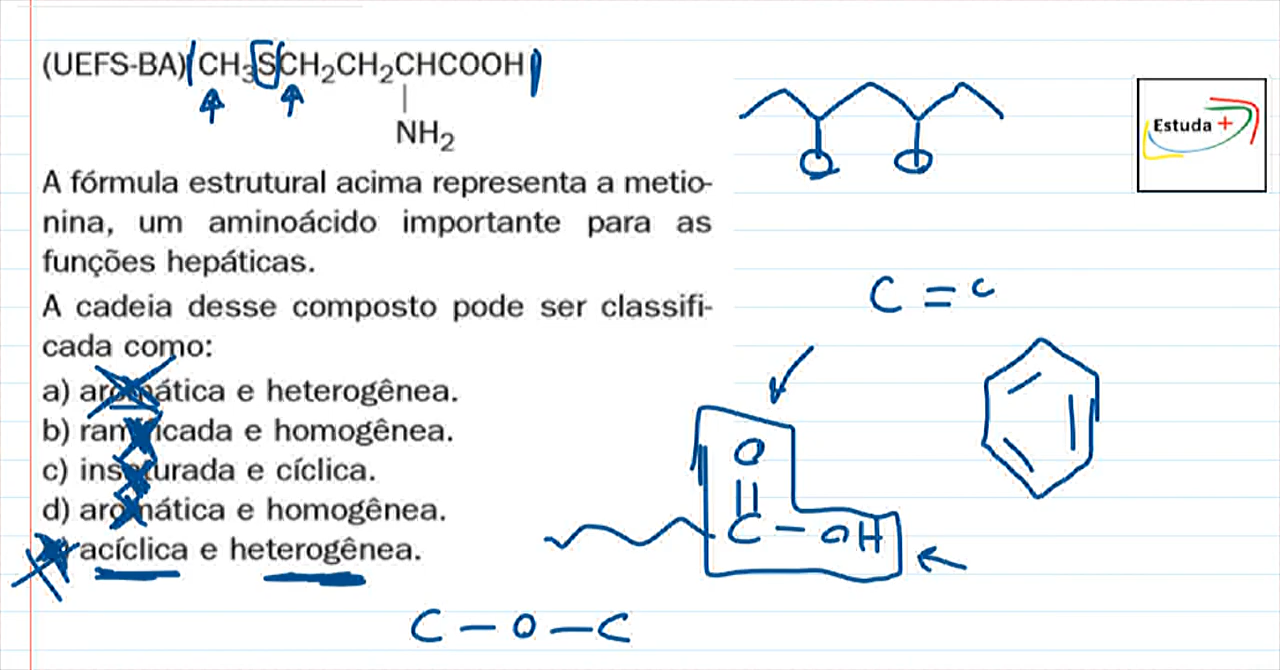 (UEFS-BA) CH₃SCH₂CH₂CHCOOH
|
NH₂
Estuda +
A fórmula estrutural acima representa a metio-
nina, um aminoácido importante para as
funções hepáticas.
A cadeia desse composto pode ser classifi-
cada como:
a) aromática e heterogênea.
b) ramificada e homogênea.
c) insaturada e cíclica.
d) aromática e homogênea.
acíclica e heterogênea.
C = C
O
||
C - OH
C - O - C